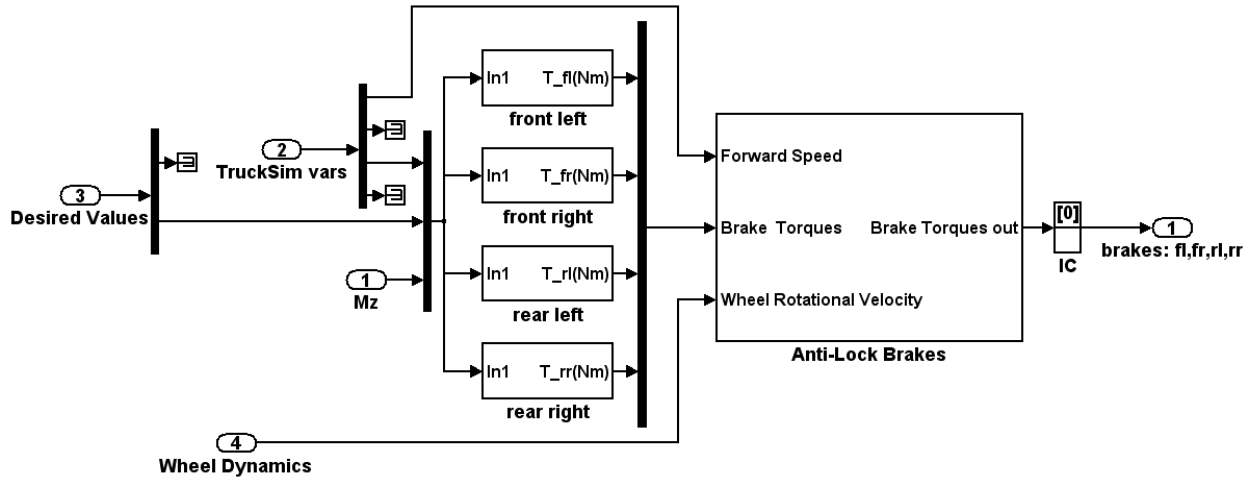 In1 T_fl(Nm)
front left
2
TruckSim vars
3
Desired Values
In1 T_fr(Nm)
front right
1
Mz
In1 T_rl(Nm)
rear left
In1 T_rr(Nm)
rear right
4
Wheel Dynamics
Forward Speed
Brake Torques Brake Torques out
Wheel Rotational Velocity
Anti-Lock Brakes
[0]
IC
1
brakes: fl,fr,rl,rr